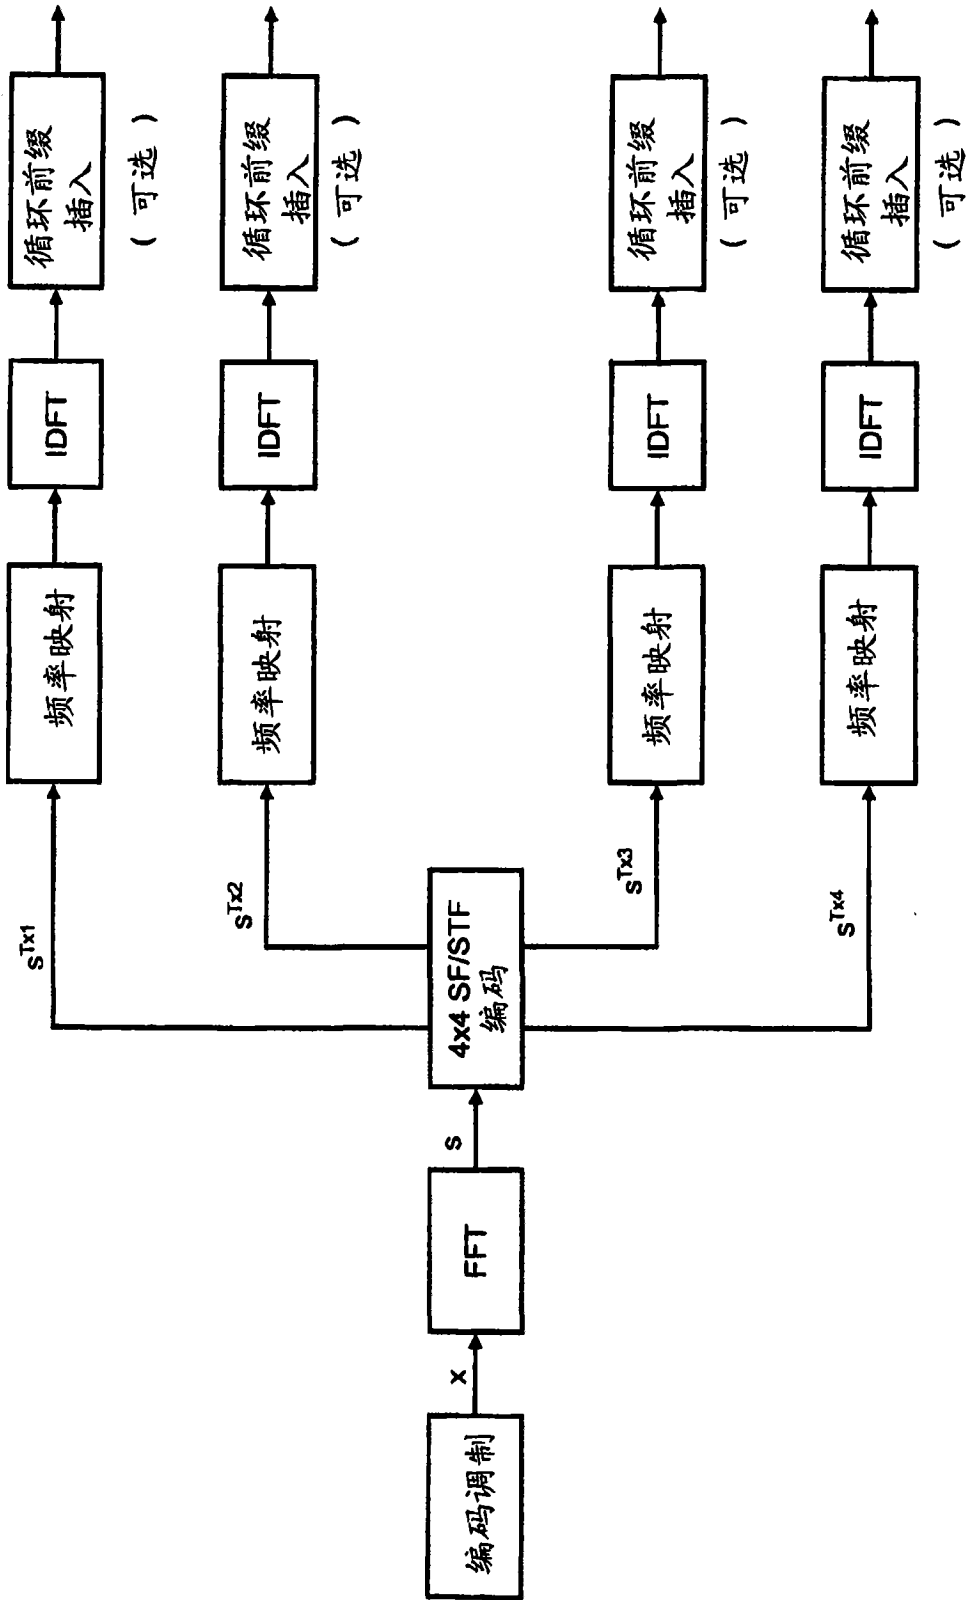 编码调制
x
FFT
s
4x4 SF/STF
编码
s^Tx1
频率映射
IDFT
循环前缀
插入
(可选)
s^Tx2
频率映射
IDFT
循环前缀
插入
(可选)
s^Tx3
频率映射
IDFT
循环前缀
插入
(可选)
s^Tx4
频率映射
IDFT
循环前缀
插入
(可选)